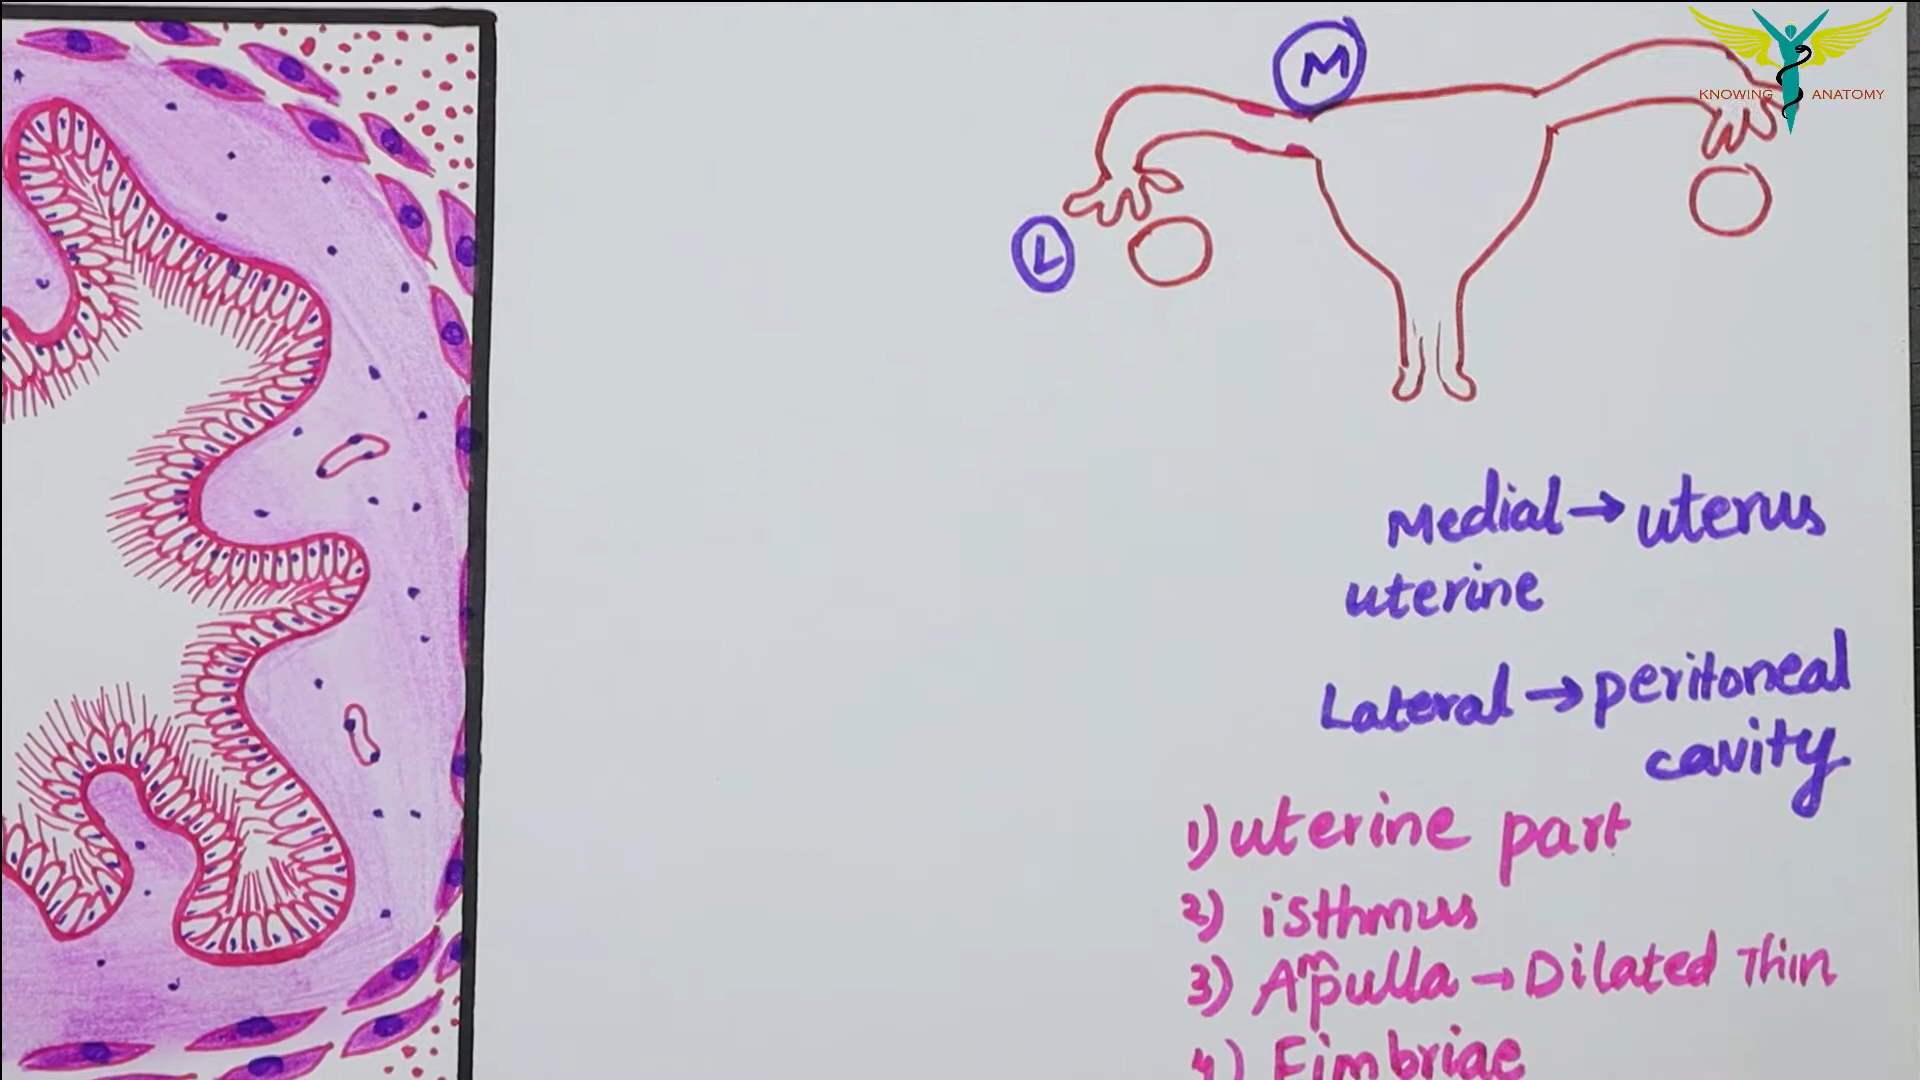 KNOWING ANATOMY
M
L
Medial → uterus
uterine
Lateral → peritoneal
cavity
1) uterine part
2) isthmus
3) Ampulla → Dilated Thin
4) Fimbriae